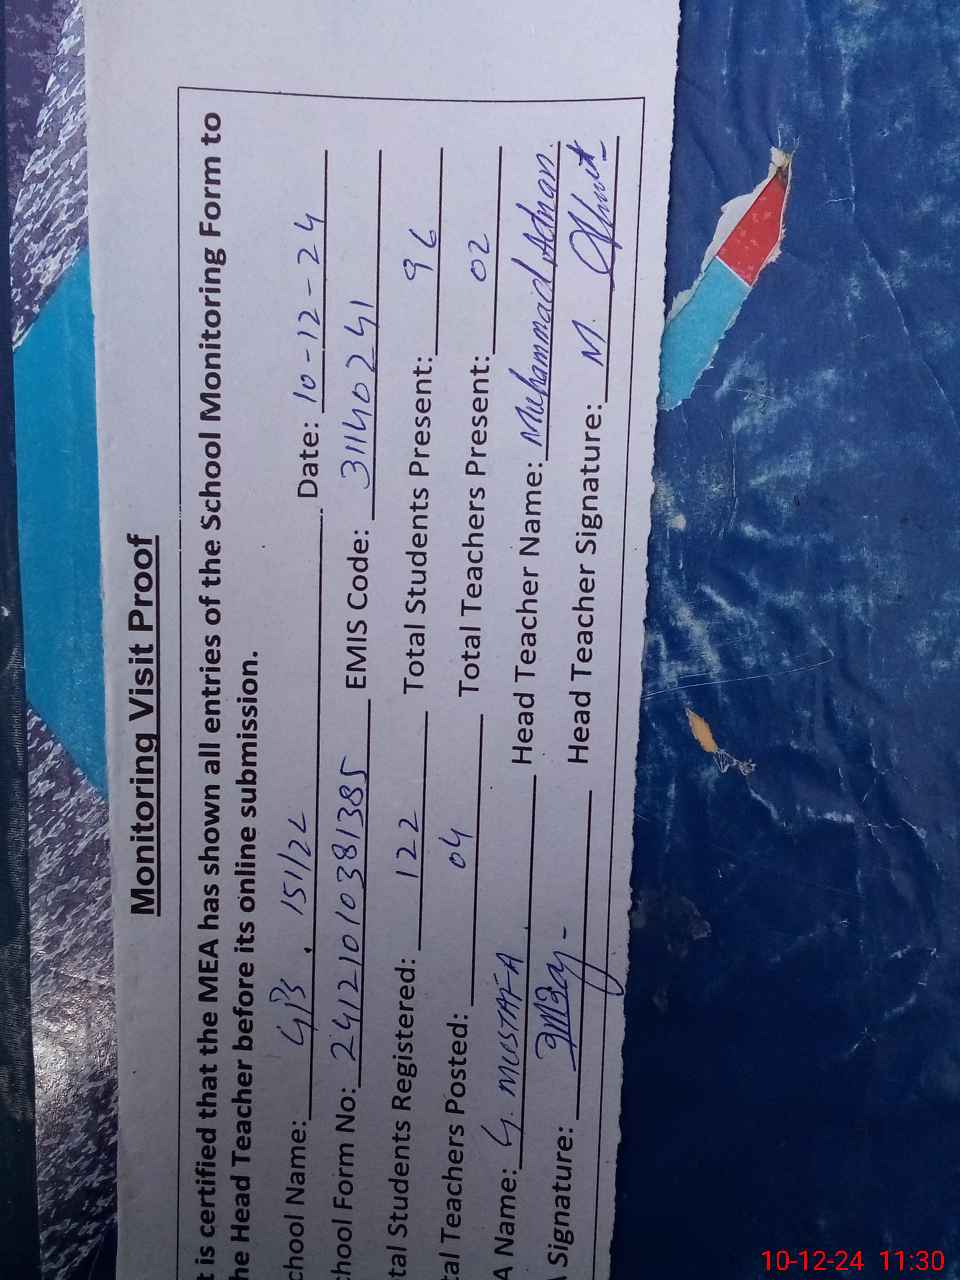 Monitoring Visit Proof
t is certified that the MEA has shown all entries of the School Monitoring Form to
he Head Teacher before its online submission.
chool Name: GPS. 151/2L Date: 10-12-24
chool Form No: 24121010381385 EMIS Code: 31140241
tal Students Registered: 122 Total Students Present: 96
tal Teachers Posted: 04 Total Teachers Present: 02
A Name: G. MUSTAFA Head Teacher Name: Muhammad Adnan.
Signature: Head Teacher Signature: M.
10-12-24 11:30